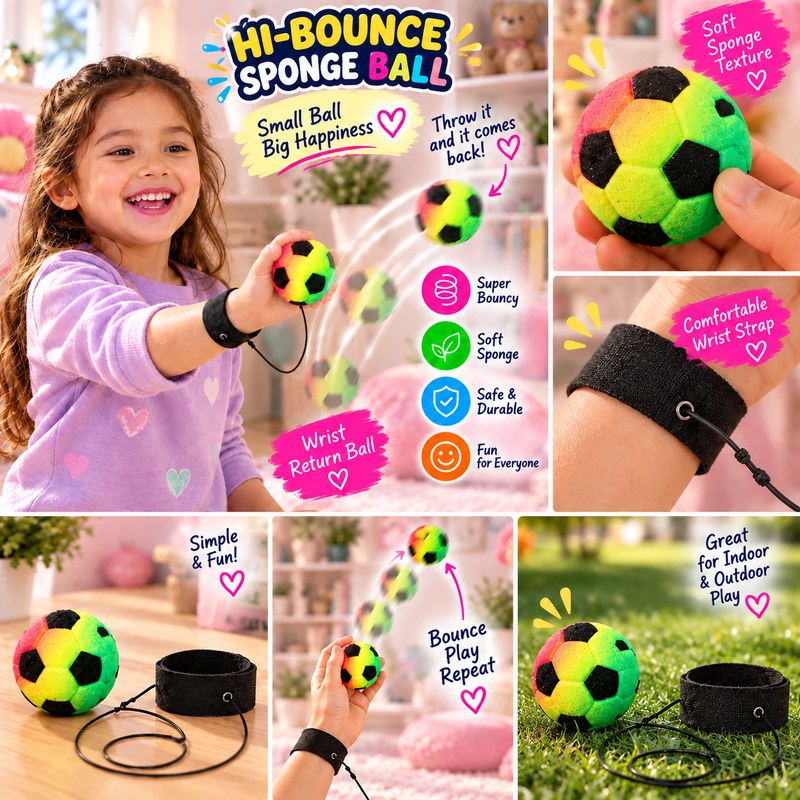 HI-BOUNCE
SPONGE BALL
Small Ball
Big Happiness
Throw it
and it comes
back!
Super
Bouncy
Soft
Sponge
Safe &
Durable
Fun
for Everyone
Wrist
Return Ball
Soft
Sponge
Texture
Comfortable
Wrist Strap
Simple
& Fun!
Bounce
Play
Repeat
Great
for Indoor
& Outdoor
Play